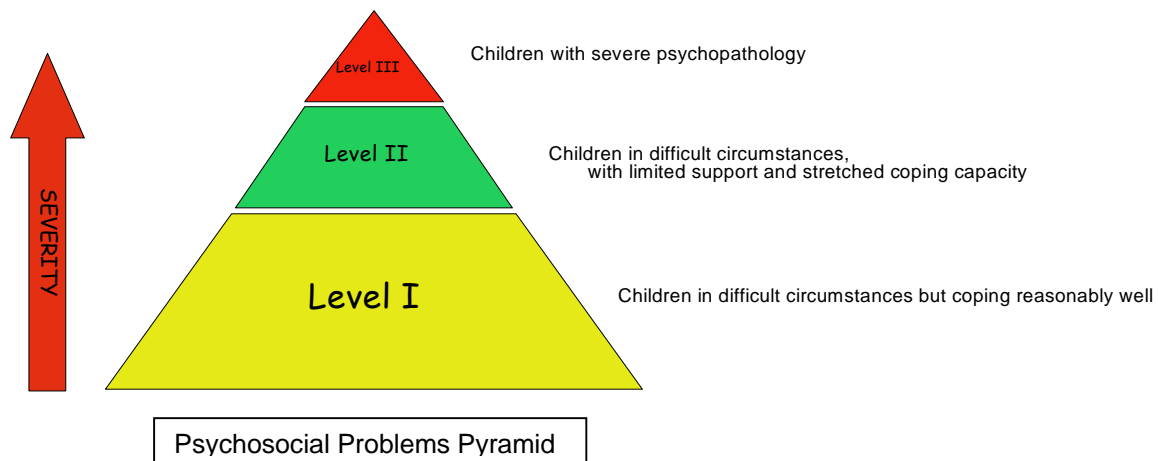 Level III
Children with severe psychopathology
Level II
Children in difficult circumstances,
with limited support and stretched coping capacity
SEVERITY
Level I
Children in difficult circumstances but coping reasonably well
Psychosocial Problems Pyramid